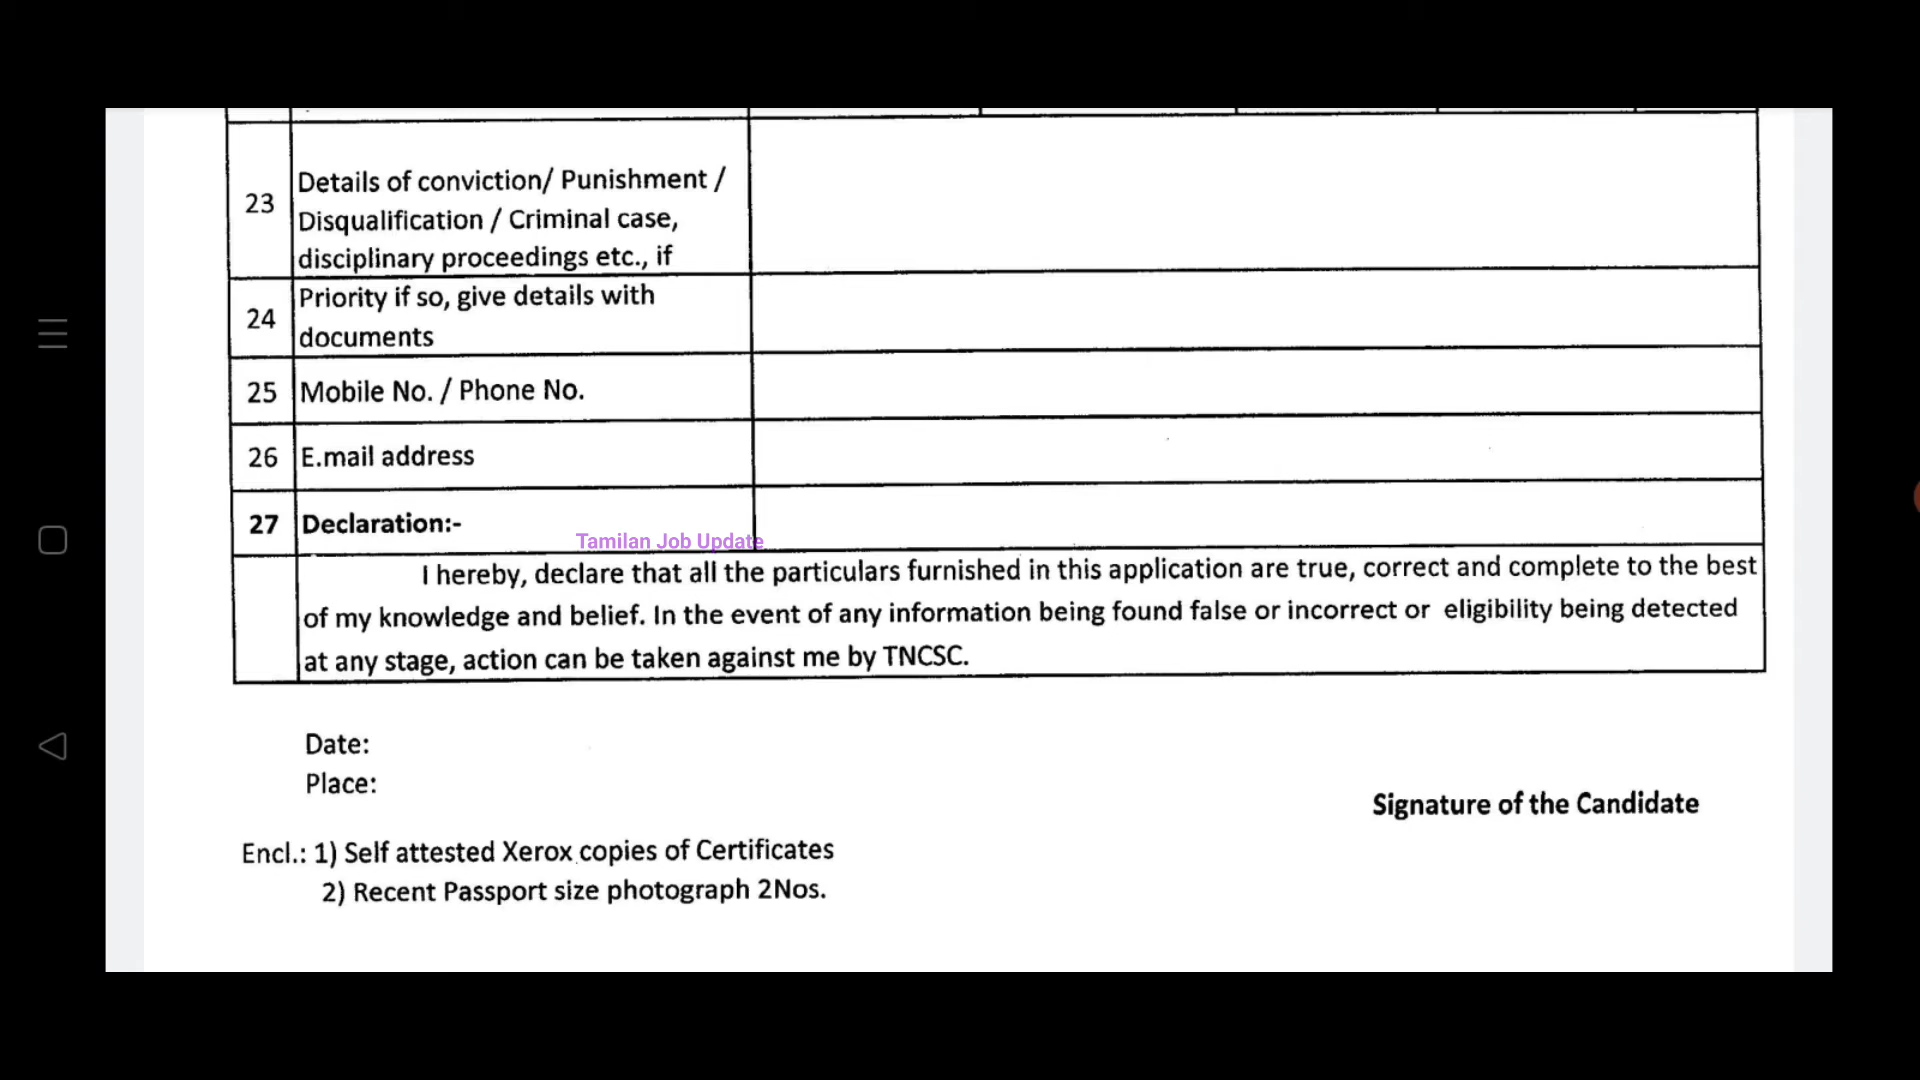 23
Details of conviction/ Punishment /
Disqualification / Criminal case,
disciplinary proceedings etc., if
24
Priority if so, give details with
documents
25 Mobile No. / Phone No.
26 E.mail address
27 Declaration:-
Tamilan Job Update
I hereby, declare that all the particulars furnished in this application are true, correct and complete to the best
of my knowledge and belief. In the event of any information being found false or incorrect or eligibility being detected
at any stage, action can be taken against me by TNCSC.
Date:
Place:
Signature of the Candidate
Encl.: 1) Self attested Xerox copies of Certificates
2) Recent Passport size photograph 2Nos.